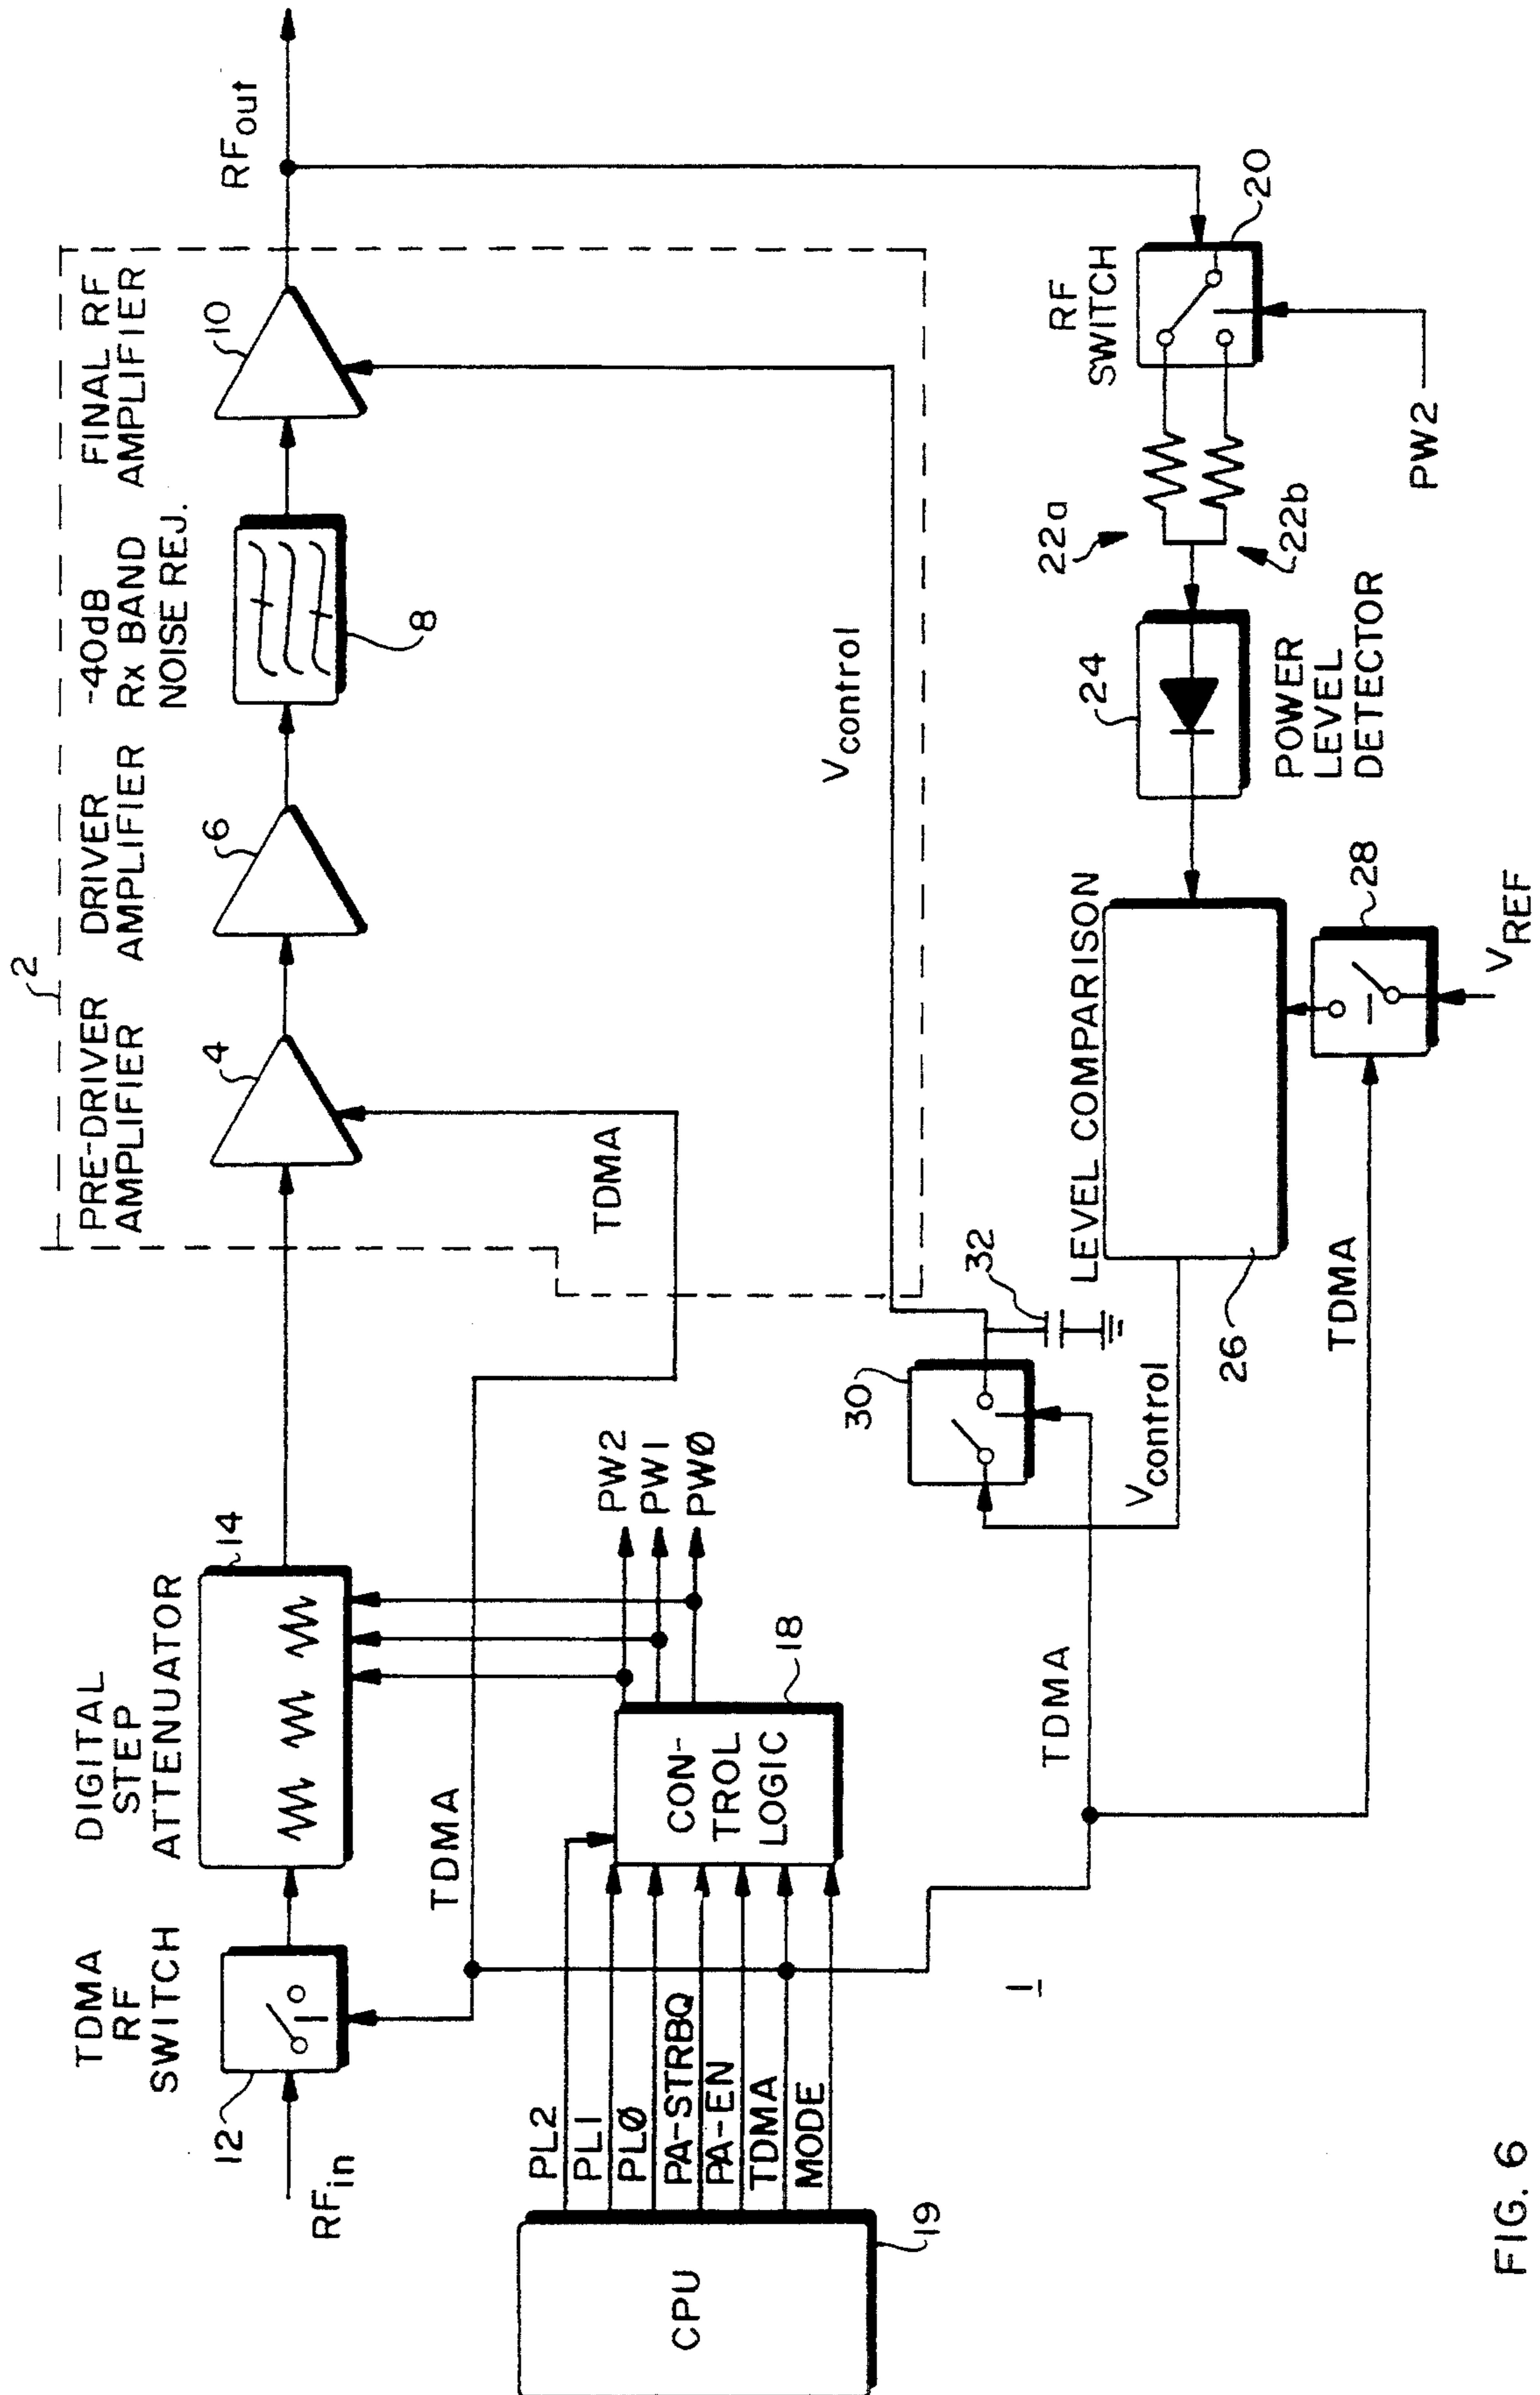 2
PRE-DRIVER
AMPLIFIER
DRIVER
AMPLIFIER
-40dB
Rx BAND
NOISE REJ.
FINAL RF
AMPLIFIER
RFout
4
6
8
10
TDMA
RF
SWITCH
DIGITAL
STEP
ATTENUATOR
12
14
RFin
TDMA
TDMA
Vcontrol
PW2
PW1
PWØ
CPU
19
PL2
PL1
PLØ
PA-STRBQ
PA-EN
TDMA
MODE
CON-
TROL
LOGIC
18
1
TDMA
30
32
Vcontrol
LEVEL COMPARISON
26
TDMA
28
VREF
24
POWER
LEVEL
DETECTOR
22a
22b
RF
SWITCH
20
PW2
FIG. 6